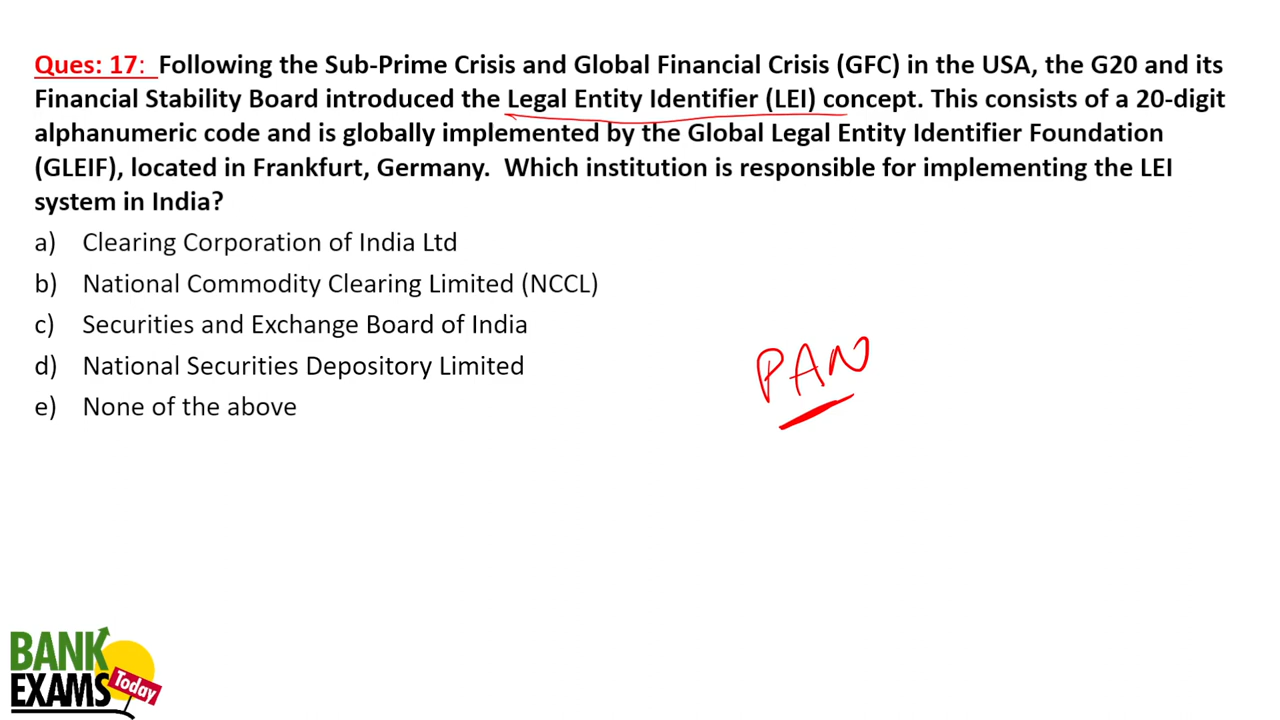 Ques: 17: Following the Sub-Prime Crisis and Global Financial Crisis (GFC) in the USA, the G20 and its
Financial Stability Board introduced the Legal Entity Identifier (LEI) concept. This consists of a 20-digit
alphanumeric code and is globally implemented by the Global Legal Entity Identifier Foundation
(GLEIF), located in Frankfurt, Germany. Which institution is responsible for implementing the LEI
system in India?
a) Clearing Corporation of India Ltd
b) National Commodity Clearing Limited (NCCL)
c) Securities and Exchange Board of India
d) National Securities Depository Limited
e) None of the above
PAN
BANK
EXAMS Today